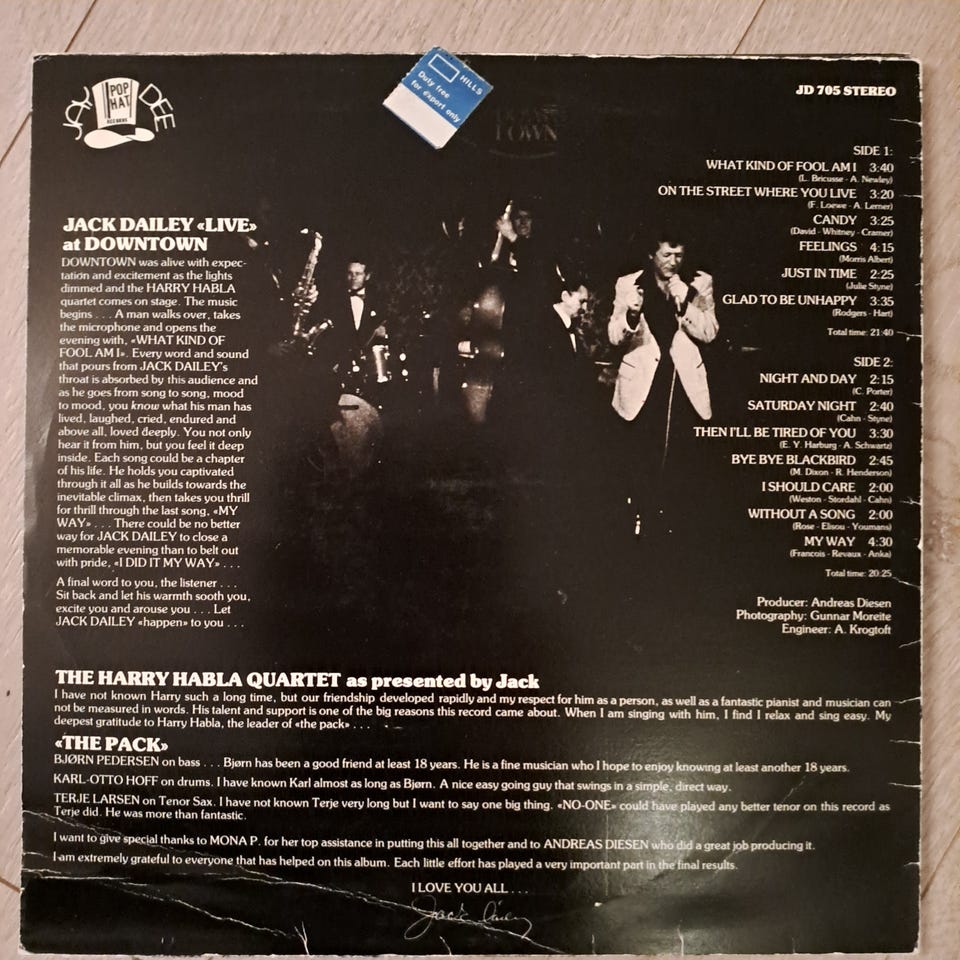 JACK
POP
HAT
RECORDS
DEE
HILLS
Duty free
for export only
DOWN TOWN
JD 705 STEREO
JACK DAILEY «LIVE»
at DOWNTOWN
DOWNTOWN was alive with expec-
tation and excitement as the lights
dimmed and the HARRY HABLA
quartet comes on stage. The music
begins . . . A man walks over, takes
the microphone and opens the
evening with, «WHAT KIND OF
FOOL AM I». Every word and sound
that pours from JACK DAILEY's
throat is absorbed by this audience and
as he goes from song to song, mood
to mood, you know what his man has
lived, laughed, cried, endured and
above all, loved deeply. You not only
hear it from him, but you feel it deep
inside. Each song could be a chapter
of his life. He holds you captivated
through it all as he builds towards the
inevitable climax, then takes you thrill
for thrill through the last song, «MY
WAY» . . . There could be no better
way for JACK DAILEY to close a
memorable evening than to belt out
with pride, «I DID IT MY WAY» . . .
A final word to you, the listener . . .
Sit back and let his warmth sooth you,
excite you and arouse you . . . Let
JACK DAILEY «happen» to you . . .
SIDE 1:
WHAT KIND OF FOOL AM I 3:40
(L. Bricusse - A. Newley)
ON THE STREET WHERE YOU LIVE 3:20
(F. Loewe - A. Lerner)
CANDY 3:25
(David - Whitney - Cramer)
FEELINGS 4:15
(Morris Albert)
JUST IN TIME 2:25
(Julie Styne)
GLAD TO BE UNHAPPY 3:35
(Rodgers - Hart)
Total time: 21:40
SIDE 2:
NIGHT AND DAY 2:15
(C. Porter)
SATURDAY NIGHT 2:40
(Cahn - Styne)
THEN I'LL BE TIRED OF YOU 3:30
(E. Y. Harburg - A. Schwartz)
BYE BYE BLACKBIRD 2:45
(M. Dixon - R. Henderson)
I SHOULD CARE 2:00
(Weston - Stordahl - Cahn)
WITHOUT A SONG 2:00
(Rose - Elisou - Youmans)
MY WAY 4:30
(Francois - Revaux - Anka)
Total time: 20:25
Producer: Andreas Diesen
Photography: Gunnar Moreite
Engineer: A. Krogtoft
THE HARRY HABLA QUARTET as presented by Jack
I have not known Harry such a long time, but our friendship developed rapidly and my respect for him as a person, as well as a fantastic pianist and musician can
not be measured in words. His talent and support is one of the big reasons this record came about. When I am singing with him, I find I relax and sing easy. My
deepest gratitude to Harry Habla, the leader of «the pack» . . .
«THE PACK»
BJØRN PEDERSEN on bass . . . Bjørn has been a good friend at least 18 years. He is a fine musician who I hope to enjoy knowing at least another 18 years.
KARL-OTTO HOFF on drums. I have known Karl almost as long as Bjørn. A nice easy going guy that swings in a simple, direct way.
TERJE LARSEN on Tenor Sax. I have not known Terje very long but I want to say one big thing. «NO-ONE» could have played any better tenor on this record as
Terje did. He was more than fantastic.
I want to give special thanks to MONA P. for her top assistance in putting this all together and to ANDREAS DIESEN who did a great job producing it.
I am extremely grateful to everyone that has helped on this album. Each little effort has played a very important part in the final results.
I LOVE YOU ALL . . .
Jack Dailey